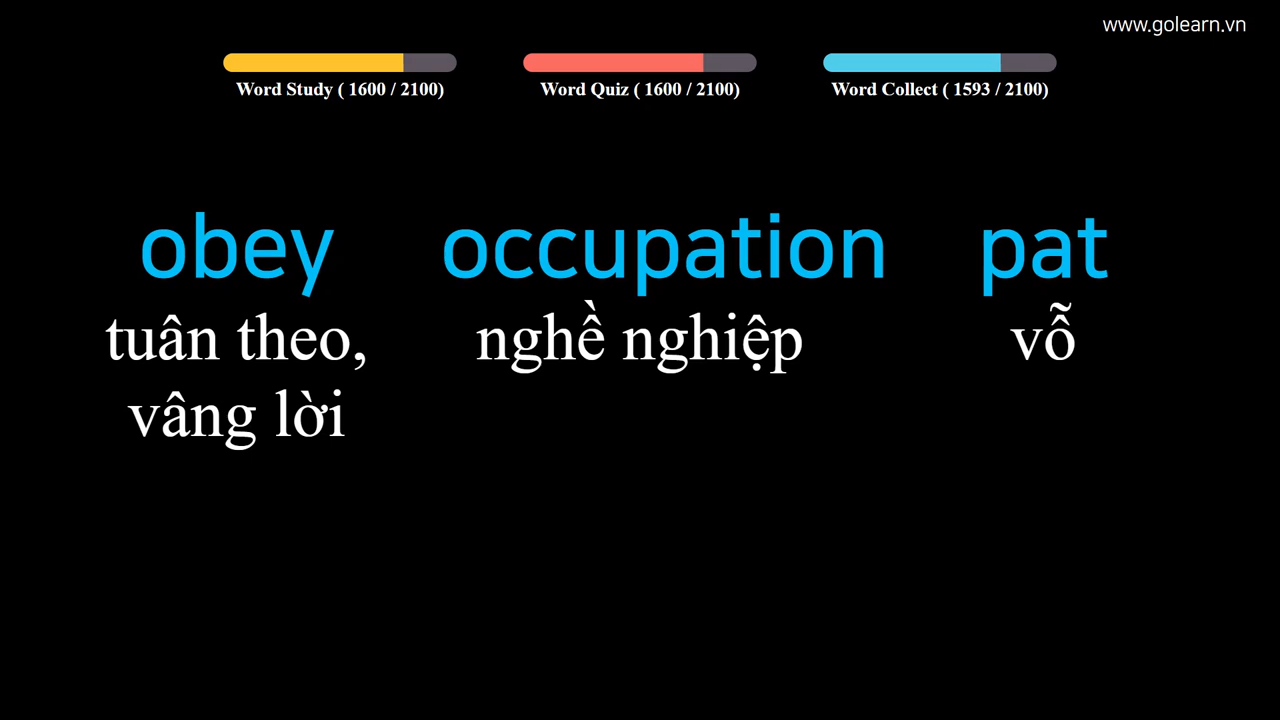 www.golearn.vn
Word Study ( 1600 / 2100)
Word Quiz ( 1600 / 2100)
Word Collect ( 1593 / 2100)
obey
tuân theo,
vâng lời
occupation
nghề nghiệp
pat
vỗ